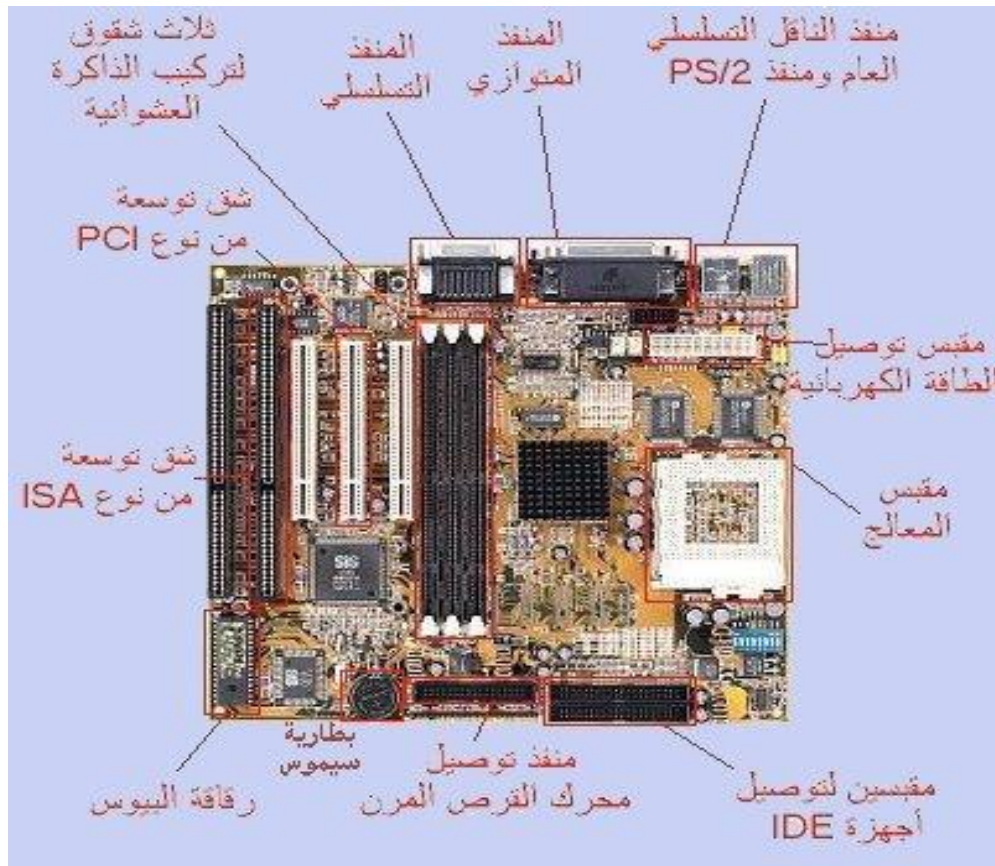 منفذ الناقل التسلسلي
العام ومنفذ PS/2
المنفذ
المتوازي
المنفذ
التسلسلي
ثلاث شقوق
لتركيب الذاكرة
العشوائية
شق توسعة
من نوع PCI
مقبس توصيل
الطاقة الكهربائية
شق توسعة
من نوع ISA
مقبس
المعالج
SiS
بطارية
سيموس
منفذ توصيل
محرك القرص المرن
رقاقة البيوس
مقبسين لتوصيل
أجهزة IDE